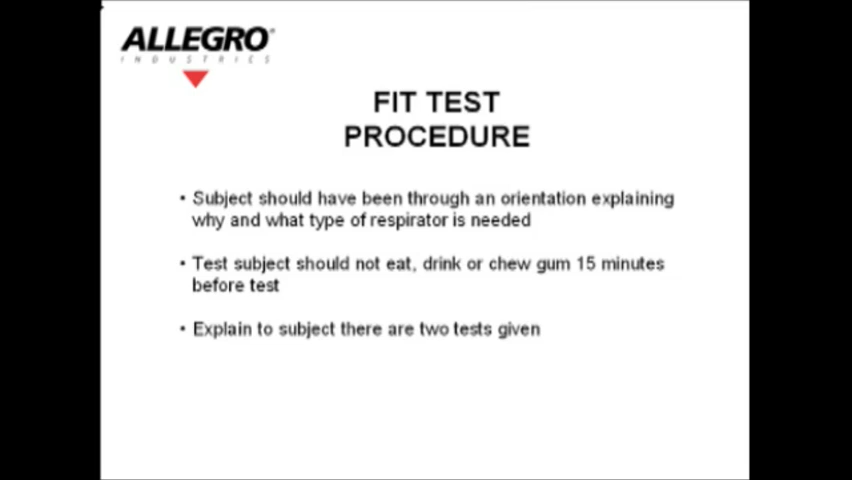 ALLEGRO®
INDUSTRIES
FIT TEST
PROCEDURE
• Subject should have been through an orientation explaining
why and what type of respirator is needed
• Test subject should not eat, drink or chew gum 15 minutes
before test
• Explain to subject there are two tests given